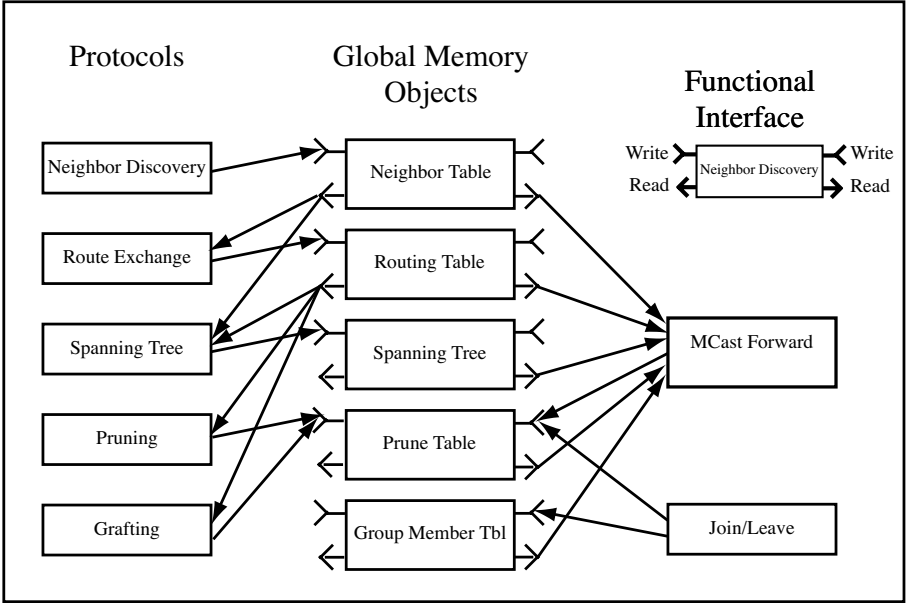 Protocols
Global Memory
Objects
Functional
Interface
Write
Neighbor Discovery
Write
Read
Read
Neighbor Discovery
Neighbor Table
Route Exchange
Routing Table
Spanning Tree
Spanning Tree
MCast Forward
Pruning
Prune Table
Grafting
Group Member Tbl
Join/Leave